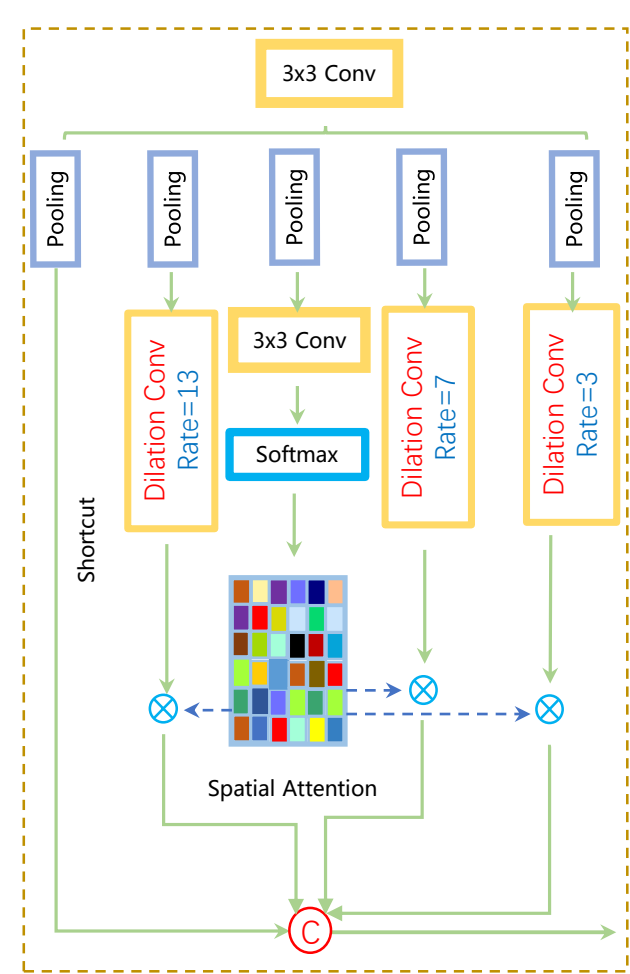 3x3 Conv
Pooling
Pooling
Pooling
Pooling
Pooling
Dilation Conv
Rate=13
3x3 Conv
Softmax
Dilation Conv
Rate=7
Dilation Conv
Rate=3
Shortcut
Spatial Attention
C